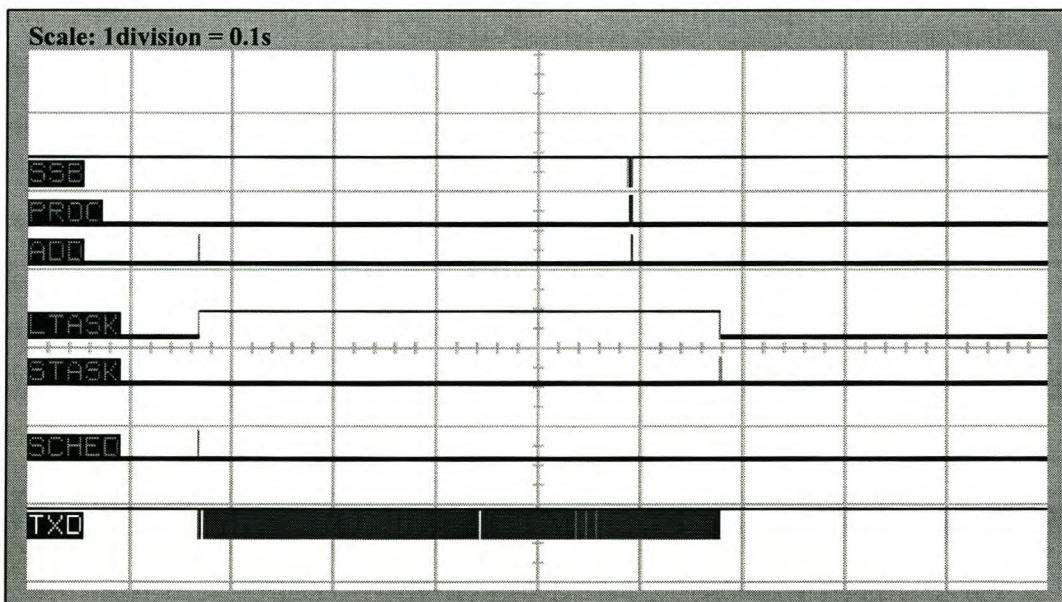 Scale: 1division = 0.1s
SSB
PROC
ADC
LTASK
STASK
SCHED
TXD